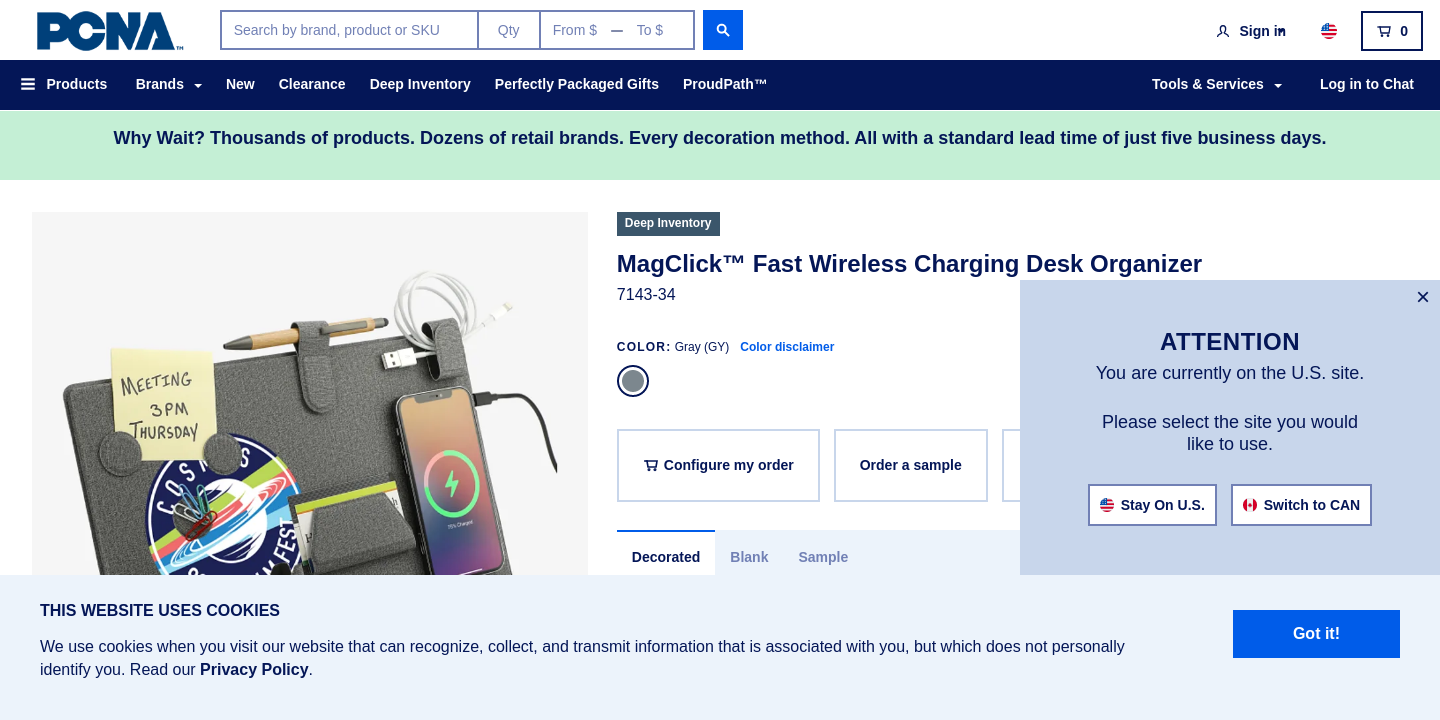 PCNA™
Search by brand, product or SKU
Qty
From $ — To $
Sign in
0
Products
Brands
New
Clearance
Deep Inventory
Perfectly Packaged Gifts
ProudPath™
Tools & Services
Log in to Chat
Why Wait? Thousands of products. Dozens of retail brands. Every decoration method. All with a standard lead time of just five business days.
MEETING
3PM
THURSDAY
COSMOS
75% Charged
Deep Inventory
MagClick™ Fast Wireless Charging Desk Organizer
7143-34
COLOR: Gray (GY) Color disclaimer
Configure my order
Order a sample
Decorated
Blank
Sample
×
ATTENTION
You are currently on the U.S. site.
Please select the site you would
like to use.
Stay On U.S.
Switch to CAN
THIS WEBSITE USES COOKIES
We use cookies when you visit our website that can recognize, collect, and transmit information that is associated with you, but which does not personally
identify you. Read our Privacy Policy.
Got it!